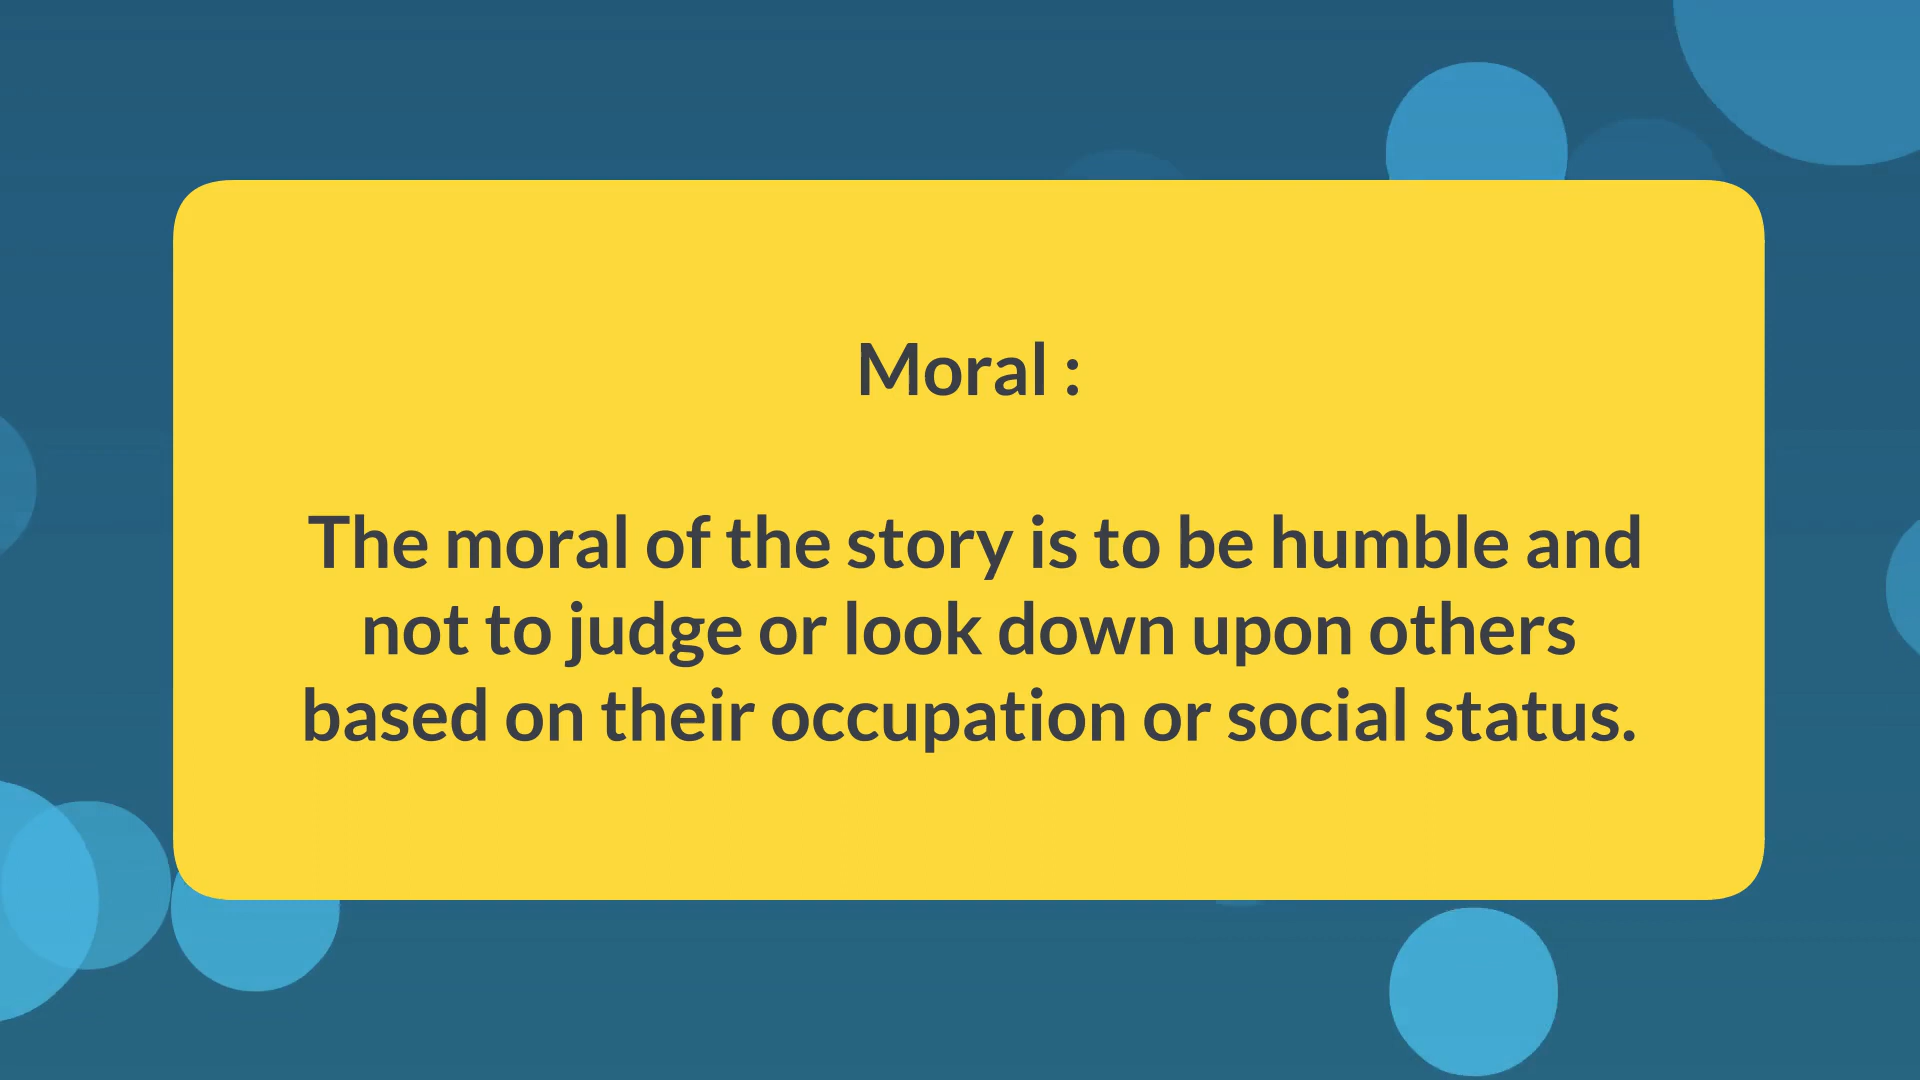 Moral :
The moral of the story is to be humble and
not to judge or look down upon others
based on their occupation or social status.